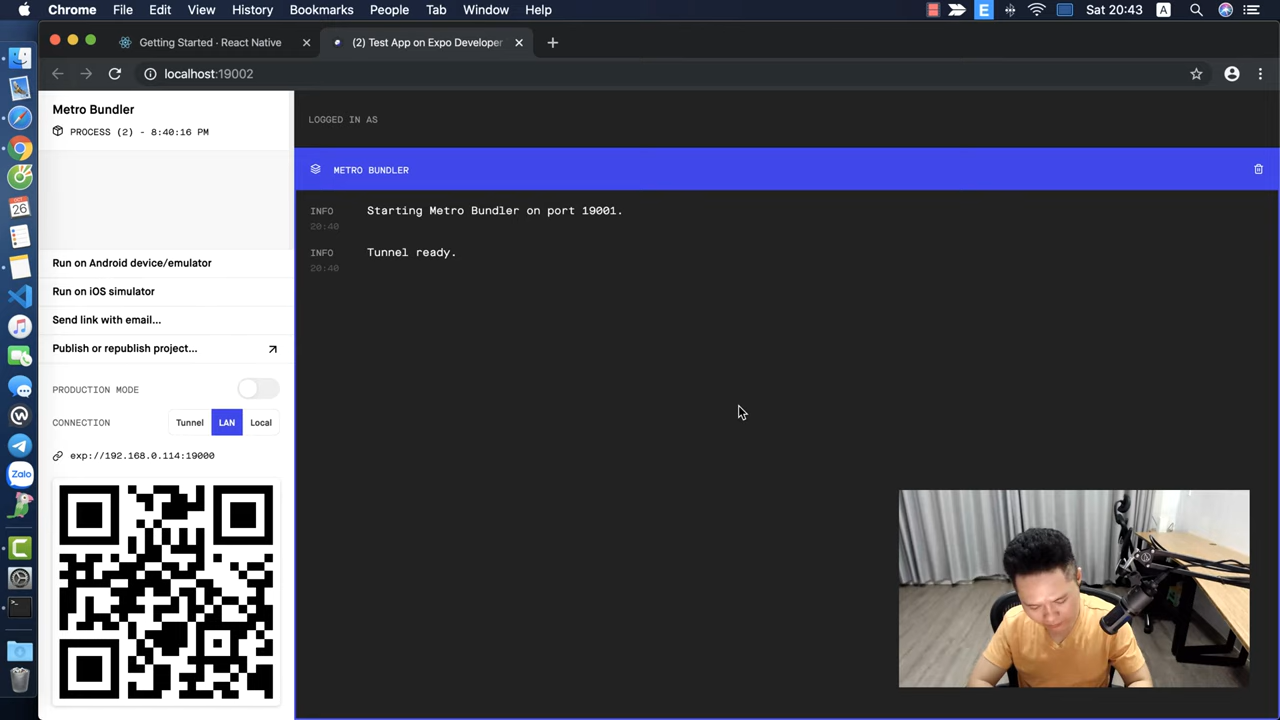 Chrome File Edit View History Bookmarks People Tab Window Help E Sat 20:43 A
Getting Started · React Native
(2) Test App on Expo Developer
localhost:19002
Metro Bundler
PROCESS (2) - 8:40:16 PM
LOGGED IN AS
METRO BUNDLER
INFO Starting Metro Bundler on port 19001.
20:40
INFO Tunnel ready.
20:40
Run on Android device/emulator
Run on iOS simulator
Send link with email…
Publish or republish project…
PRODUCTION MODE
CONNECTION Tunnel LAN Local
exp://192.168.0.114:19000
OCT
26
Zalo